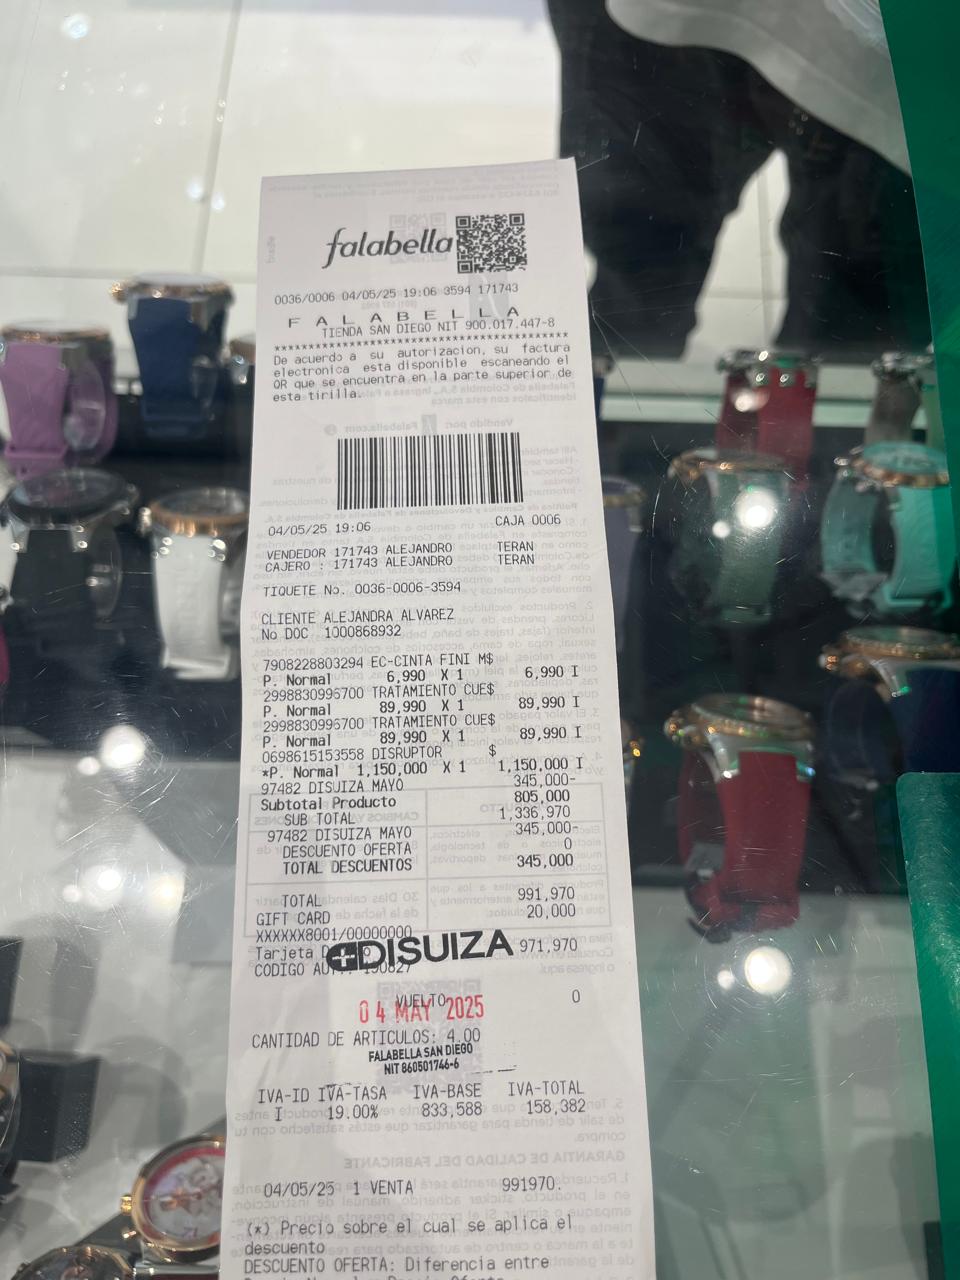 falabella
0036/0006 04/05/25 19:06 3594 171743
F A L A B E L L A
TIENDA SAN DIEGO NIT 900.017.447-8
******************************************
De acuerdo a su autorizacion, su factura
electronica esta disponible escaneando el
QR que se encuentra en la parte superior de
esta tirilla.
04/05/25 19:06 CAJA 0006
VENDEDOR 171743 ALEJANDRO TERAN
CAJERO : 171743 ALEJANDRO TERAN
TIQUETE No. 0036-0006-3594
CLIENTE ALEJANDRA ALVAREZ
No DOC 1000868932
7908228803294 EC-CINTA FINI M$
P. Normal 6,990 X 1 6,990 I
2998830996700 TRATAMIENTO CUE$
P. Normal 89,990 X 1 89,990 I
2998830996700 TRATAMIENTO CUE$
P. Normal 89,990 X 1 89,990 I
0698615153558 DISRUPTOR $
*P. Normal 1,150,000 X 1 1,150,000 I
97482 DISUIZA MAYO 345,000-
Subtotal Producto 805,000
SUB TOTAL 1,336,970
97482 DISUIZA MAYO 345,000-
DESCUENTO OFERTA 0
TOTAL DESCUENTOS 345,000
TOTAL 991,970
GIFT CARD 20,000
XXXXXX8001/00000000
Tarjeta 971,970
CODIGO
DISUIZA
VUELTO 0
04 MAY 2025
CANTIDAD DE ARTICULOS: 4.00
FALABELLA SAN DIEGO
NIT 860501746-6
IVA-ID IVA-TASA IVA-BASE IVA-TOTAL
I 19.00% 833,588 158,382
04/05/25 1 VENTA 991970.
(*) Precio sobre el cual se aplica el
descuento
DESCUENTO OFERTA: Diferencia entre